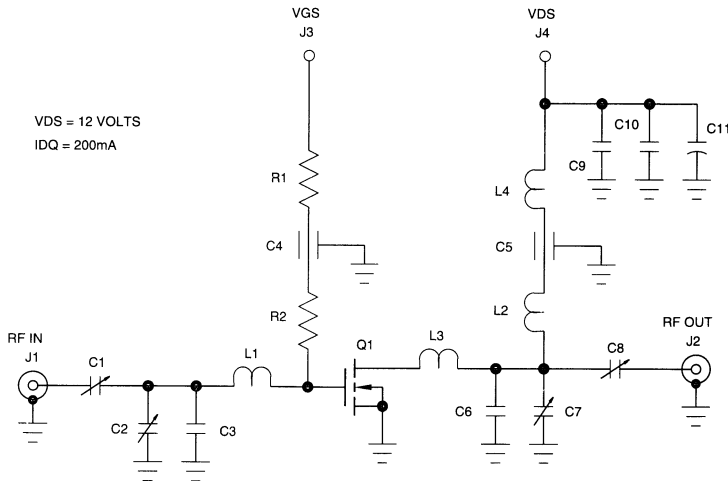 VGS
J3
VDS
J4
VDS = 12 VOLTS
IDQ = 200mA
C9
C10
C11
R1
L4
C4
C5
R2
L2
RF IN
J1
C1
L1
Q1
L3
C8
RF OUT
J2
C2
C3
C6
C7